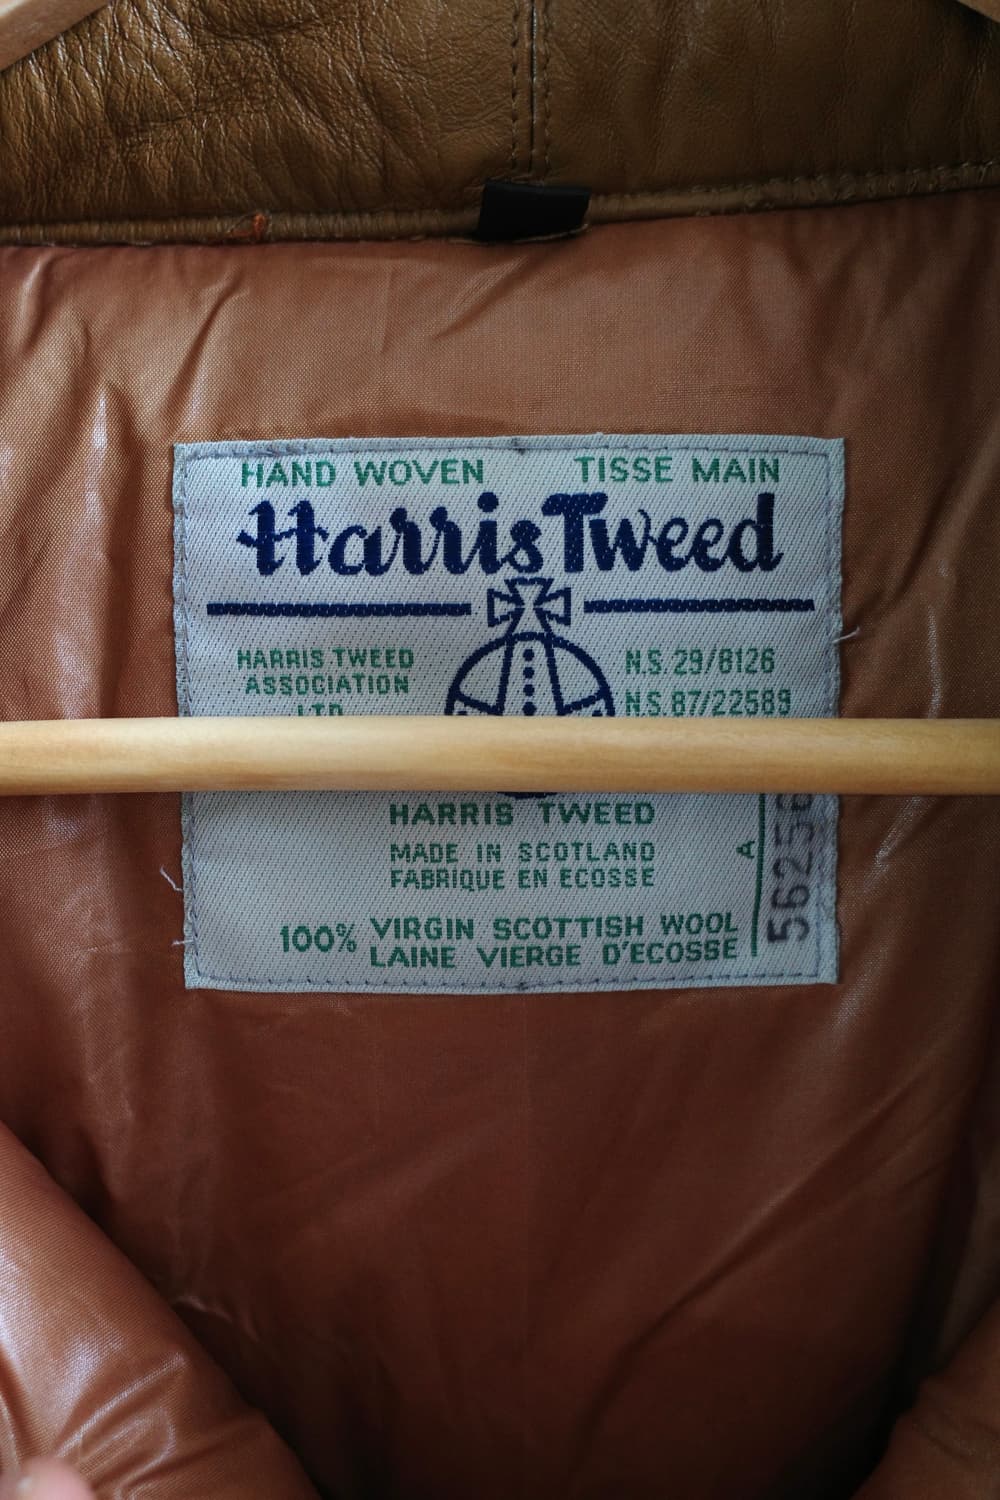 HAND WOVEN TISSE MAIN
Harris Tweed
HARRIS TWEED
ASSOCIATION
LTD
N.S. 29/8126
N.S. 87/22589
HARRIS TWEED
MADE IN SCOTLAND
FABRIQUE EN ECOSSE
100% VIRGIN SCOTTISH WOOL
LAINE VIERGE D'ECOSSE
A